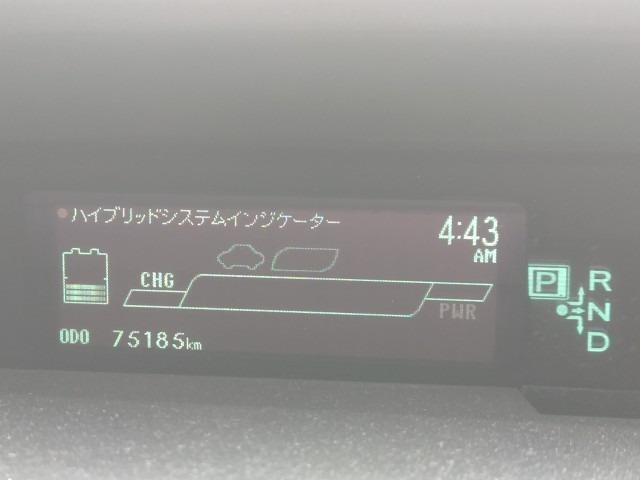 ハイブリッドシステムインジケーター
4:43
AM
CHG
PWR
ODO 75185km
P R
N
D